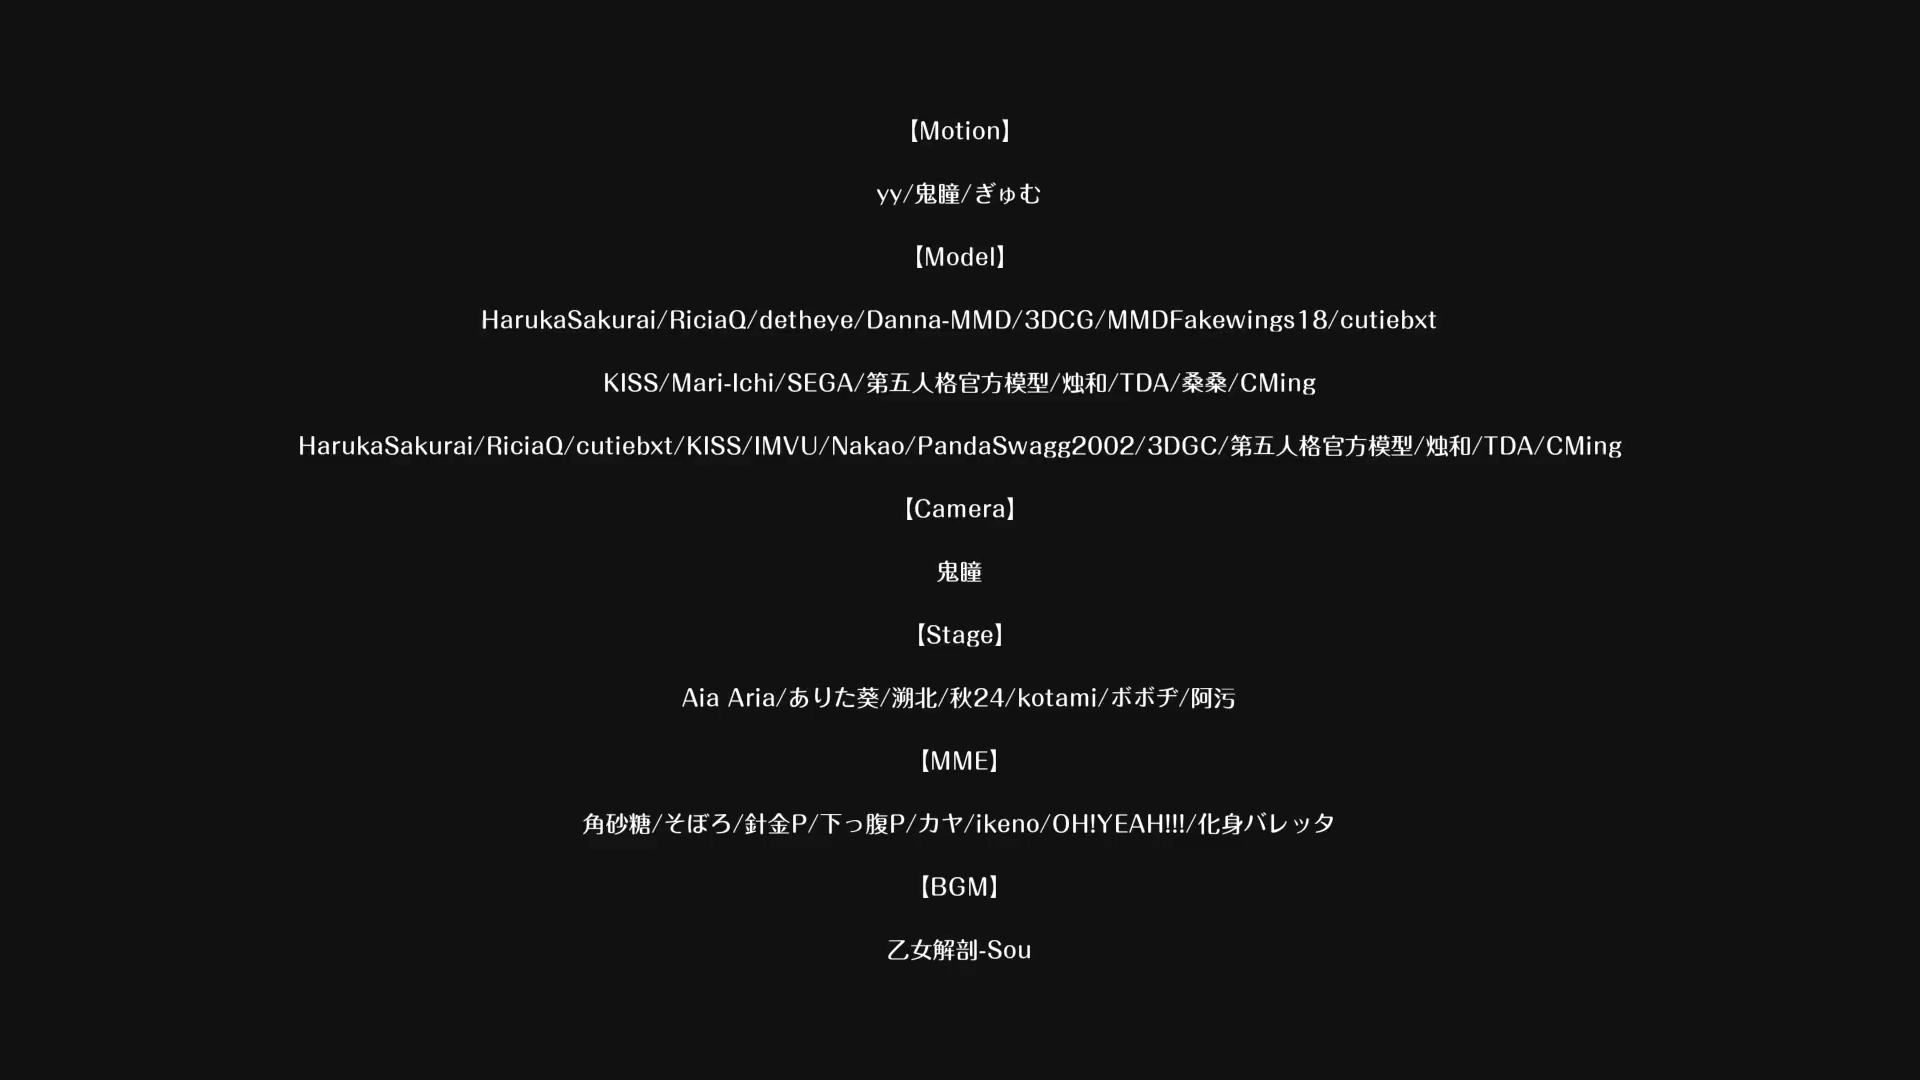 【Motion】
yy/鬼瞳/ぎゅむ
【Model】
HarukaSakurai/RiciaQ/detheye/Danna-MMD/3DCG/MMDFakewings18/cutiebxt
KISS/Mari-Ichi/SEGA/第五人格官方模型/烛和/TDA/桑桑/CMing
HarukaSakurai/RiciaQ/cutiebxt/KISS/IMVU/Nakao/PandaSwagg2002/3DGC/第五人格官方模型/烛和/TDA/CMing
【Camera】
鬼瞳
【Stage】
Aia Aria/ありた葵/溯北/秋24/kotami/ボボヂ/阿污
【MME】
角砂糖/そぼろ/針金P/下っ腹P/カヤ/ikeno/OH!YEAH!!!/化身バレッタ
【BGM】
乙女解剖-Sou